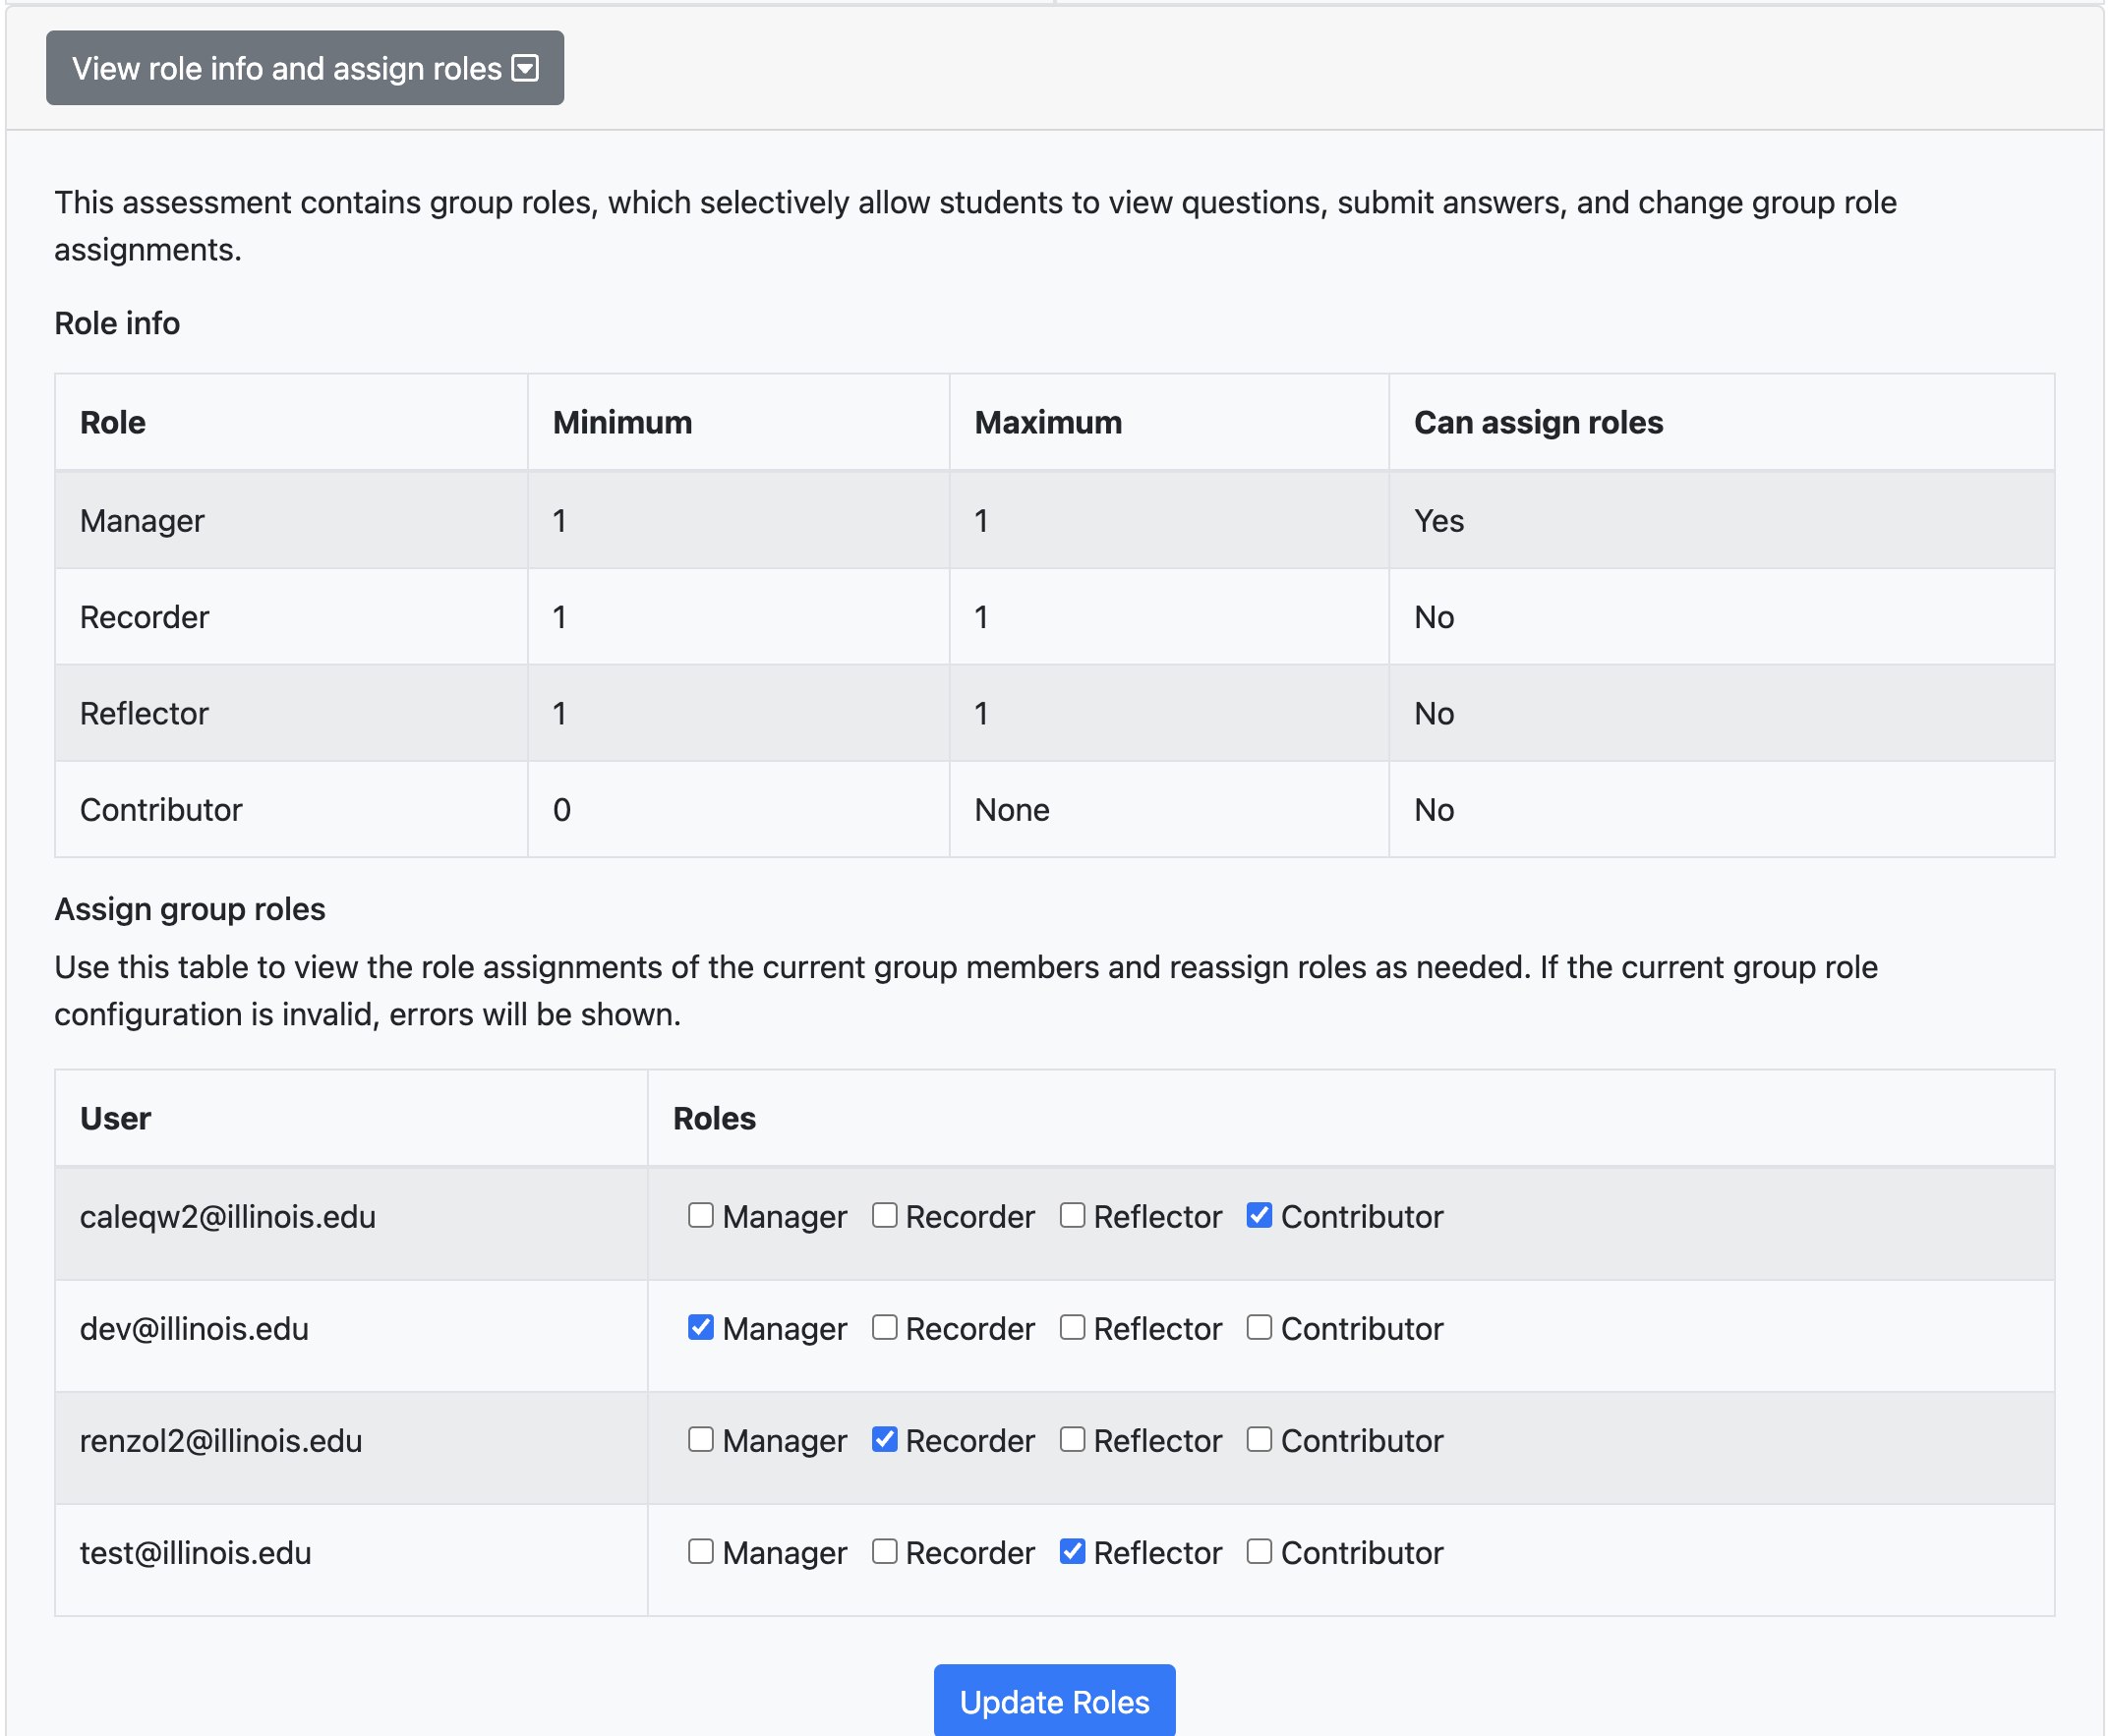 View role info and assign roles
This assessment contains group roles, which selectively allow students to view questions, submit answers, and change group role
assignments.
Role info
Role Minimum Maximum Can assign roles
Manager 1 1 Yes
Recorder 1 1 No
Reflector 1 1 No
Contributor 0 None No
Assign group roles
Use this table to view the role assignments of the current group members and reassign roles as needed. If the current group role
configuration is invalid, errors will be shown.
User Roles
caleqw2@illinois.edu Manager Recorder Reflector Contributor
dev@illinois.edu Manager Recorder Reflector Contributor
renzol2@illinois.edu Manager Recorder Reflector Contributor
test@illinois.edu Manager Recorder Reflector Contributor
Update Roles